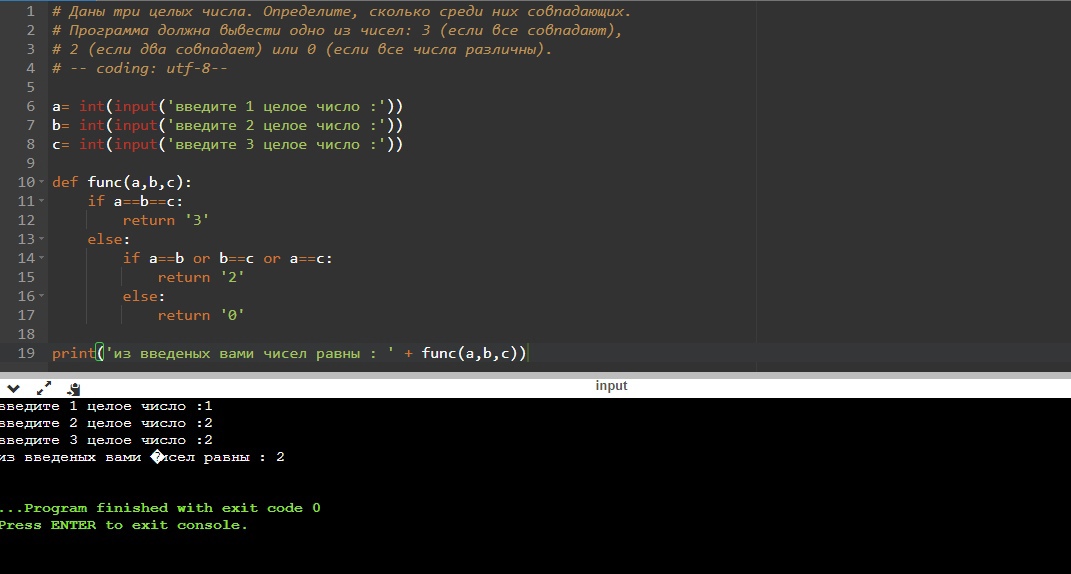 1 # Даны три целых числа. Определите, сколько среди них совпадающих.
2 # Программа должна вывести одно из чисел: 3 (если все совпадают),
3 # 2 (если два совпадает) или 0 (если все числа различны).
4 # -- coding: utf-8--
5
6 a= int(input('введите 1 целое число :'))
7 b= int(input('введите 2 целое число :'))
8 c= int(input('введите 3 целое число :'))
9
10 def func(a,b,c):
11     if a==b==c:
12         return '3'
13     else:
14         if a==b or b==c or a==c:
15             return '2'
16         else:
17             return '0'
18
19 print('из введеных вами чисел равны : ' + func(a,b,c))
input
введите 1 целое число :1
введите 2 целое число :2
введите 3 целое число :2
из введеных вами �исел равны : 2
...Program finished with exit code 0
Press ENTER to exit console.